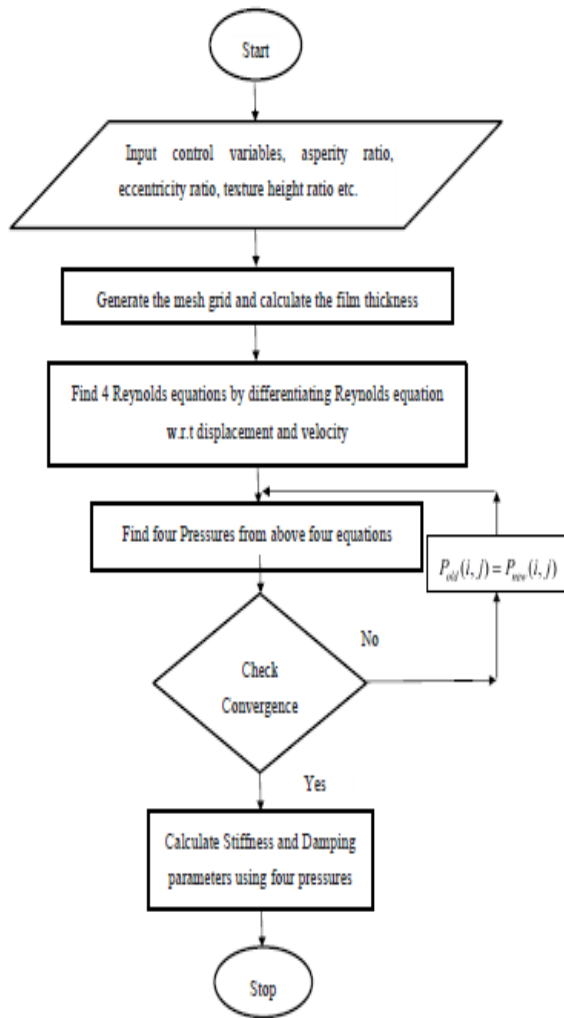 Start
Input control variables, asperity ratio,
eccentricity ratio, texture height ratio etc.
Generate the mesh grid and calculate the film thickness
Find 4 Reynolds equations by differentiating Reynolds equation
w.r.t displacement and velocity
Find four Pressures from above four equations
P_old(i, j) = P_new(i, j)
No
Check
Convergence
Yes
Calculate Stiffness and Damping
parameters using four pressures
Stop